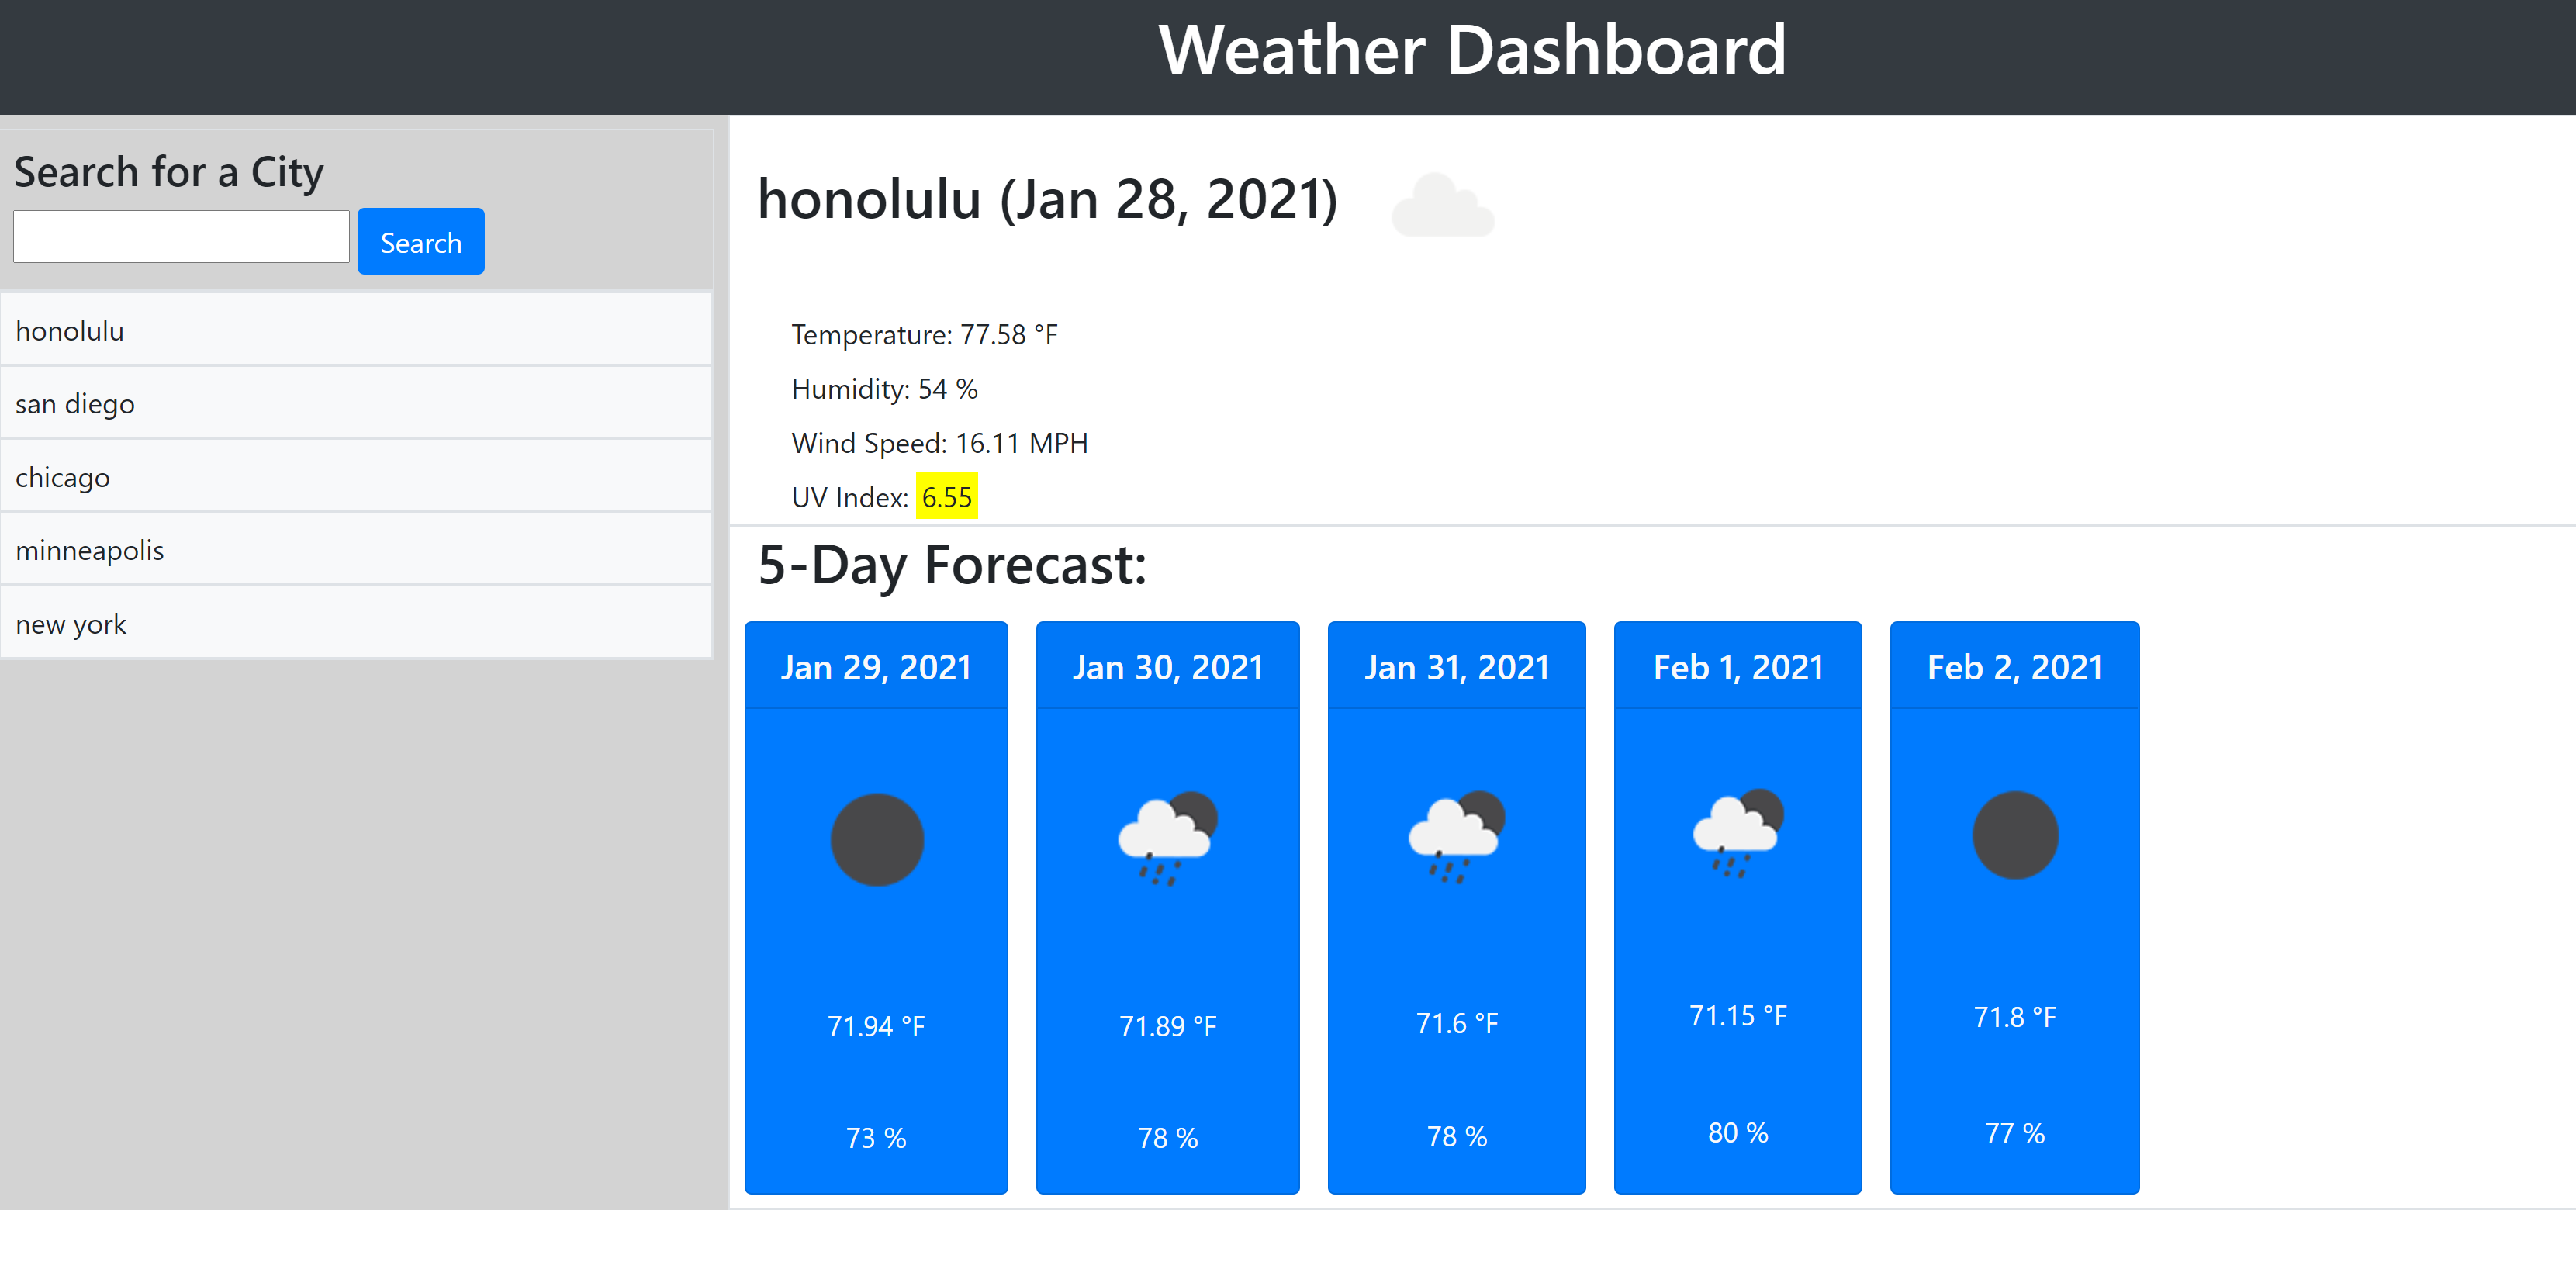 Weather Dashboard
Search for a City
Search
honolulu
san diego
chicago
minneapolis
new york
honolulu (Jan 28, 2021)
Temperature: 77.58 °F
Humidity: 54 %
Wind Speed: 16.11 MPH
UV Index: 6.55
5-Day Forecast:
Jan 29, 2021
71.94 °F
73 %
Jan 30, 2021
71.89 °F
78 %
Jan 31, 2021
71.6 °F
78 %
Feb 1, 2021
71.15 °F
80 %
Feb 2, 2021
71.8 °F
77 %